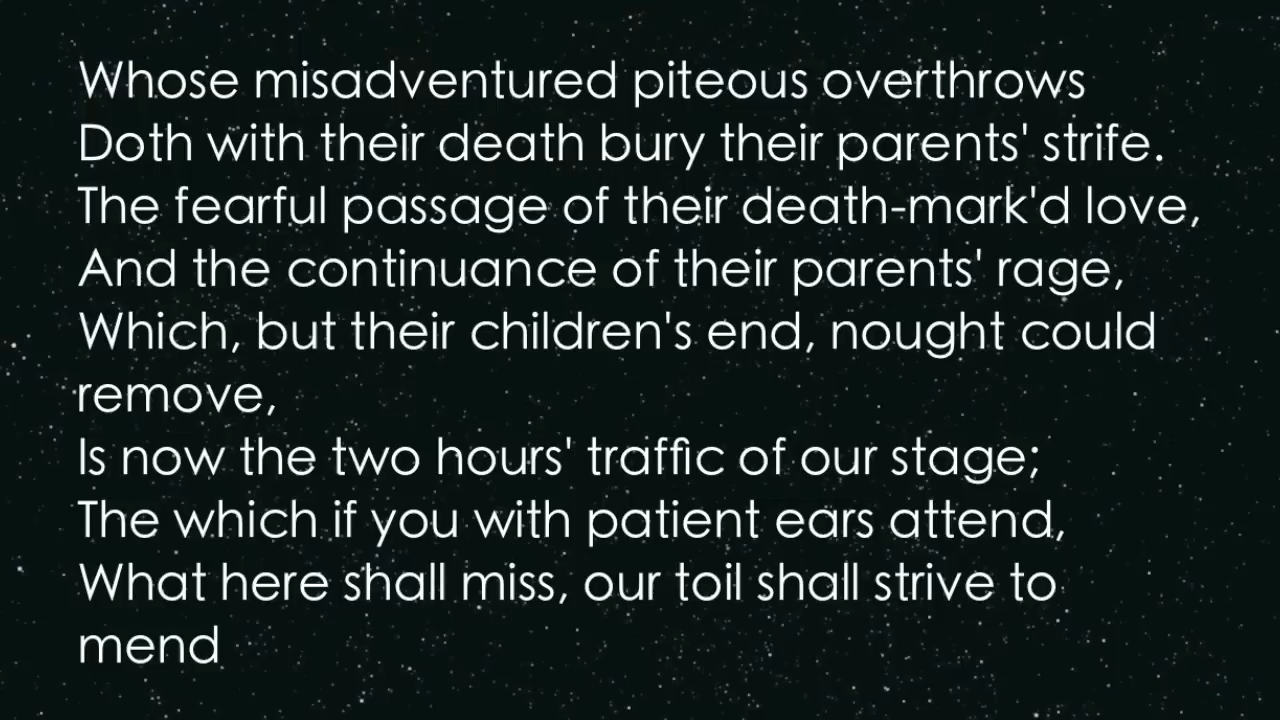 Whose misadventured piteous overthrows
Doth with their death bury their parents' strife.
The fearful passage of their death-mark'd love,
And the continuance of their parents' rage,
Which, but their children's end, nought could
remove,
Is now the two hours' traffic of our stage;
The which if you with patient ears attend,
What here shall miss, our toil shall strive to
mend